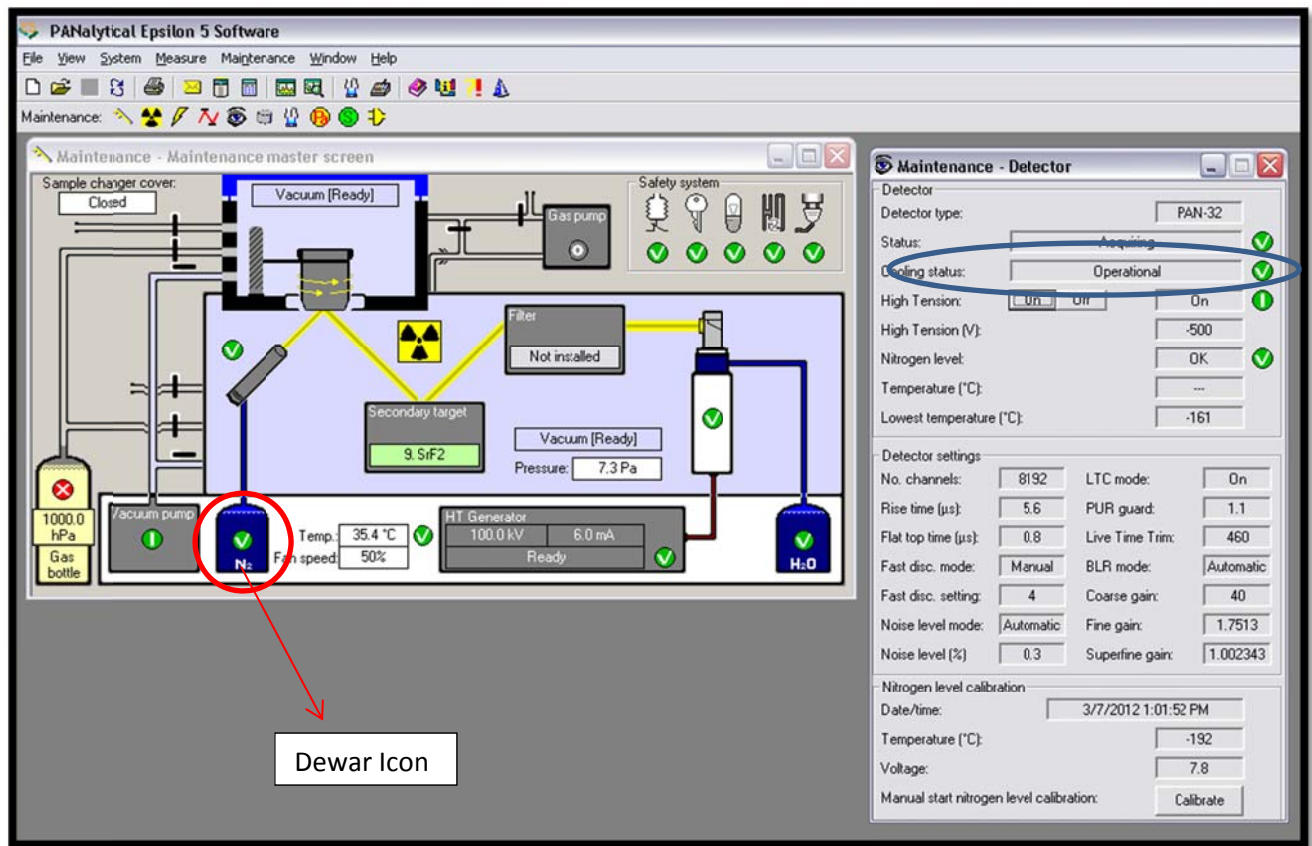 PANalytical Epsilon 5 Software
File View System Measure Maintenance Window Help
Maintenance:
Maintenance - Maintenance master screen
Sample changer cover:
Closed
Vacuum [Ready]
Gas pump
Safety system
Filter
Not installed
Secondary target
9. SrF2
Vacuum [Ready]
Pressure: 7.3 Pa
1000.0
hPa
Gas
bottle
Vacuum pump
N2
Temp.: 35.4 °C
Fan speed: 50%
HT Generator
100.0 kV 6.0 mA
Ready
H2O
Dewar Icon
Maintenance - Detector
Detector
Detector type: PAN-32
Status: Acquiring
Cooling status: Operational
High Tension: On Off On
High Tension (V): -500
Nitrogen level: OK
Temperature (°C): ---
Lowest temperature (°C): -161
Detector settings
No. channels: 8192 LTC mode: On
Rise time (µs): 5.6 PUR guard: 1.1
Flat top time (µs): 0.8 Live Time Trim: 460
Fast disc. mode: Manual BLR mode: Automatic
Fast disc. setting: 4 Coarse gain: 40
Noise level mode: Automatic Fine gain: 1.7513
Noise level (%) 0.3 Superfine gain: 1.002343
Nitrogen level calibration
Date/time: 3/7/2012 1:01:52 PM
Temperature (°C): -192
Voltage: 7.8
Manual start nitrogen level calibration: Calibrate